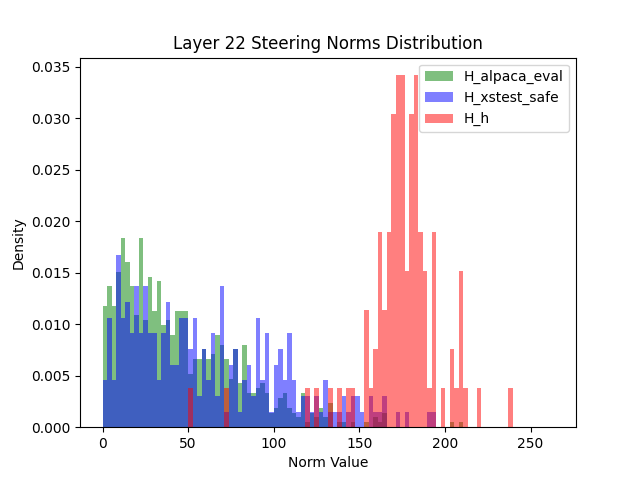 Layer 22 Steering Norms Distribution
H_alpaca_eval
H_xstest_safe
H_h
Density
0.035
0.030
0.025
0.020
0.015
0.010
0.005
0.000
0
50
100
150
200
250
Norm Value